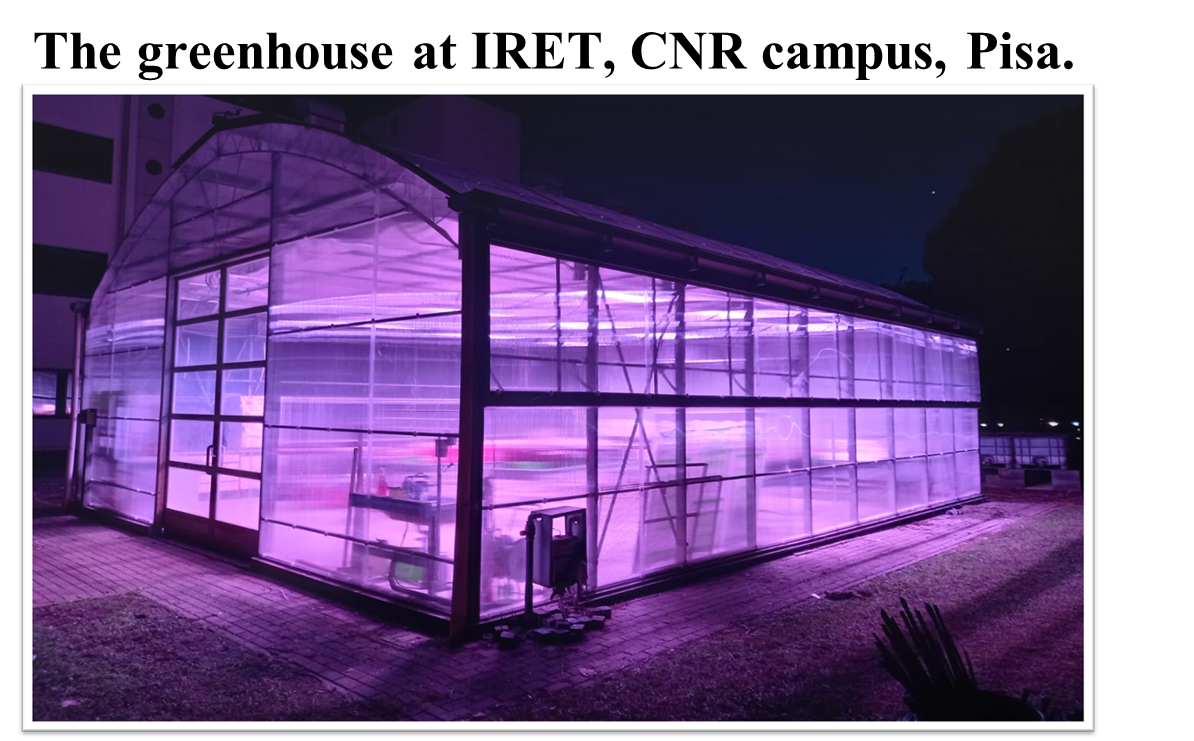 The greenhouse at IRET, CNR campus, Pisa.